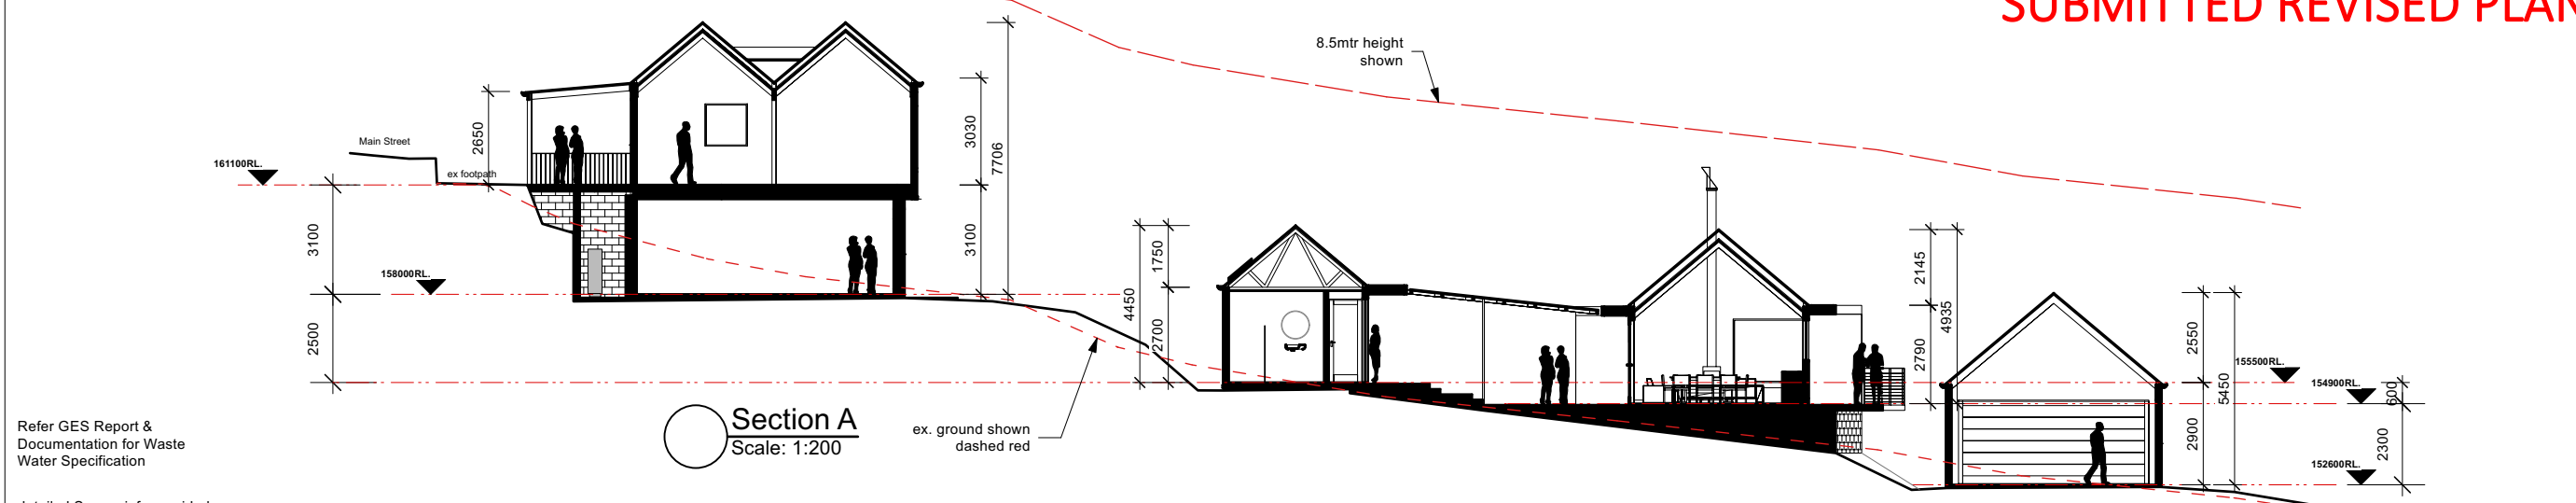 SUBMITTED REVISED PLAN
8.5mtr height
shown
Main Street
ex footpath
161100RL.
158000RL.
2650
3030
7706
3100
3100
2500
4450
1750
2700
2145
4935
2790
2550
5450
2900
155500RL.
154900RL.
600
2300
152600RL.
Section A
Scale: 1:200
ex. ground shown
dashed red
Refer GES Report &
Documentation for Waste
Water Specification